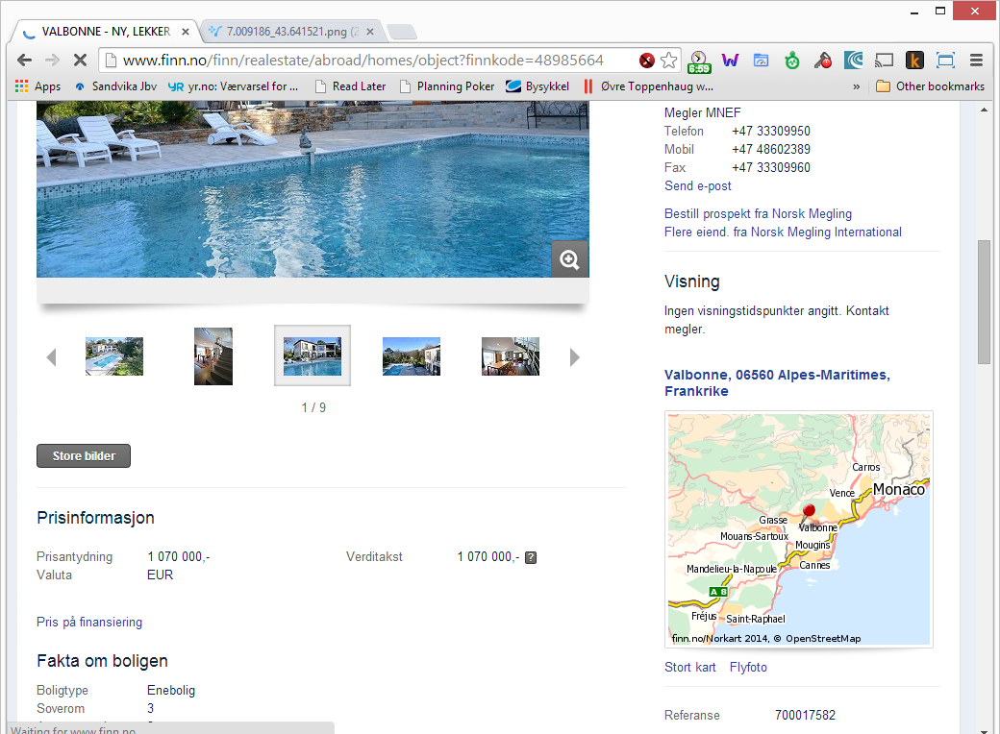 VALBONNE - NY, LEKKER
7.009186_43.641521.png (2
www.finn.no/finn/realestate/abroad/homes/object?finnkode=48985664
6:59
W
k
Apps
Sandvika Jbv
YR yr.no: Værvarsel for ...
Read Later
Planning Poker
Bysykkel
Øvre Toppenhaug w...
»
Other bookmarks
Megler MNEF
Telefon +47 33309950
Mobil +47 48602389
Fax +47 33309960
Send e-post
Bestill prospekt fra Norsk Megling
Flere eiend. fra Norsk Megling International
Visning
Ingen visningstidspunkter angitt. Kontakt
megler.
Valbonne, 06560 Alpes-Maritimes,
Frankrike
Carros
Vence
Monaco
Grasse
Valbonne
Mouans-Sartoux
Mougins
Mandelieu-la-Napoule
Cannes
A 8
Fréjus
Saint-Raphael
finn.no/Norkart 2014, © OpenStreetMap
Stort kart Flyfoto
Referanse 700017582
1 / 9
Store bilder
Prisinformasjon
Prisantydning 1 070 000,- Verditakst 1 070 000,- ?
Valuta EUR
Pris på finansiering
Fakta om boligen
Boligtype Enebolig
Soverom 3
Waiting for www.finn.no